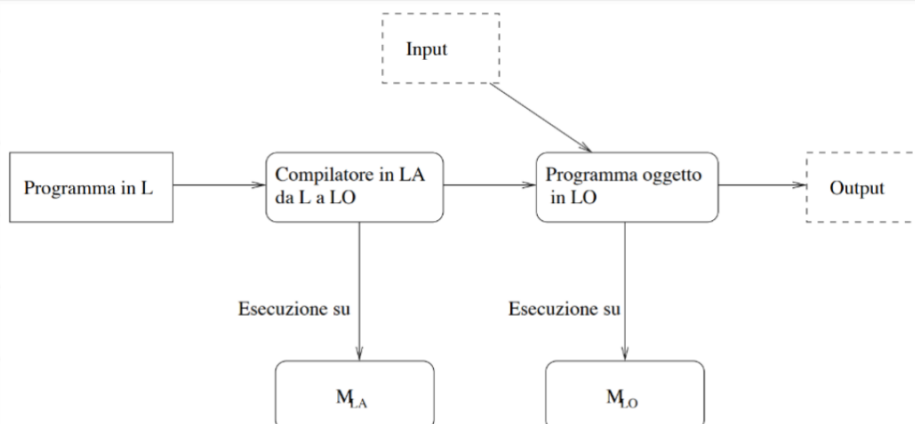 Input
Programma in L
Compilatore in LA
da L a LO
Programma oggetto
in LO
Output
Esecuzione su
Esecuzione su
MLA
MLO